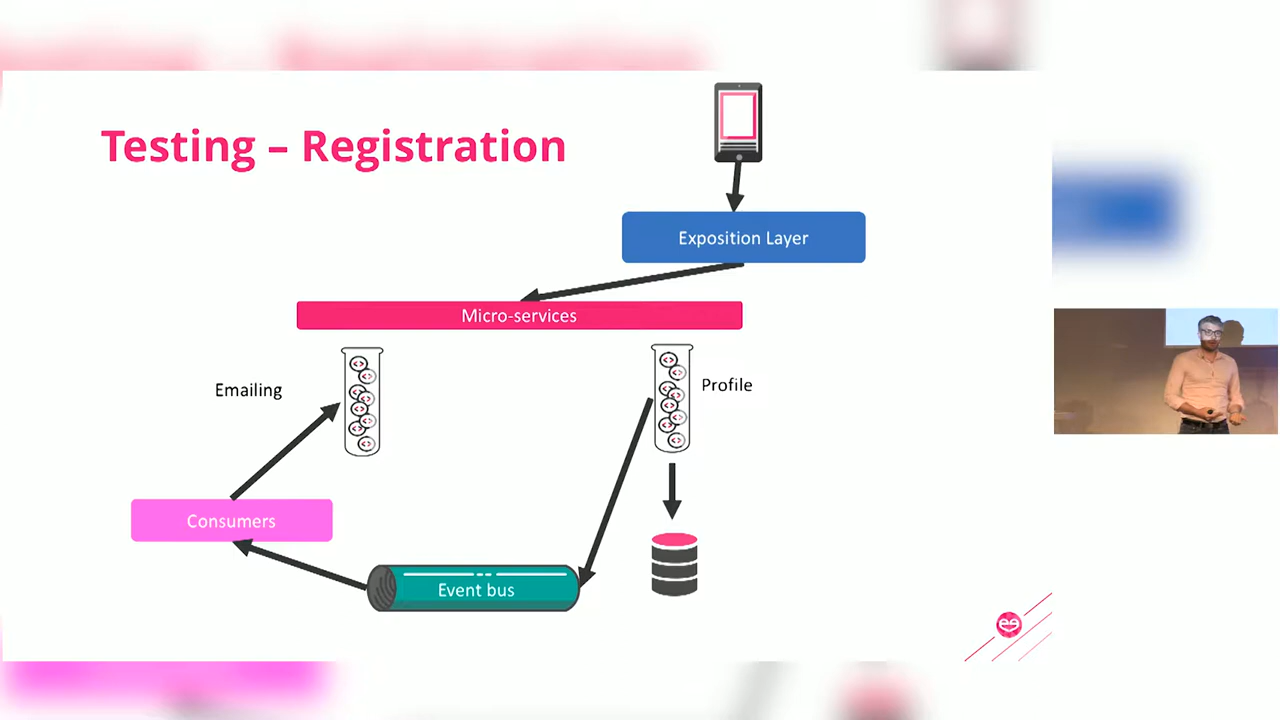 Testing – Registration
Exposition Layer
Micro-services
Emailing
Profile
Consumers
Event bus